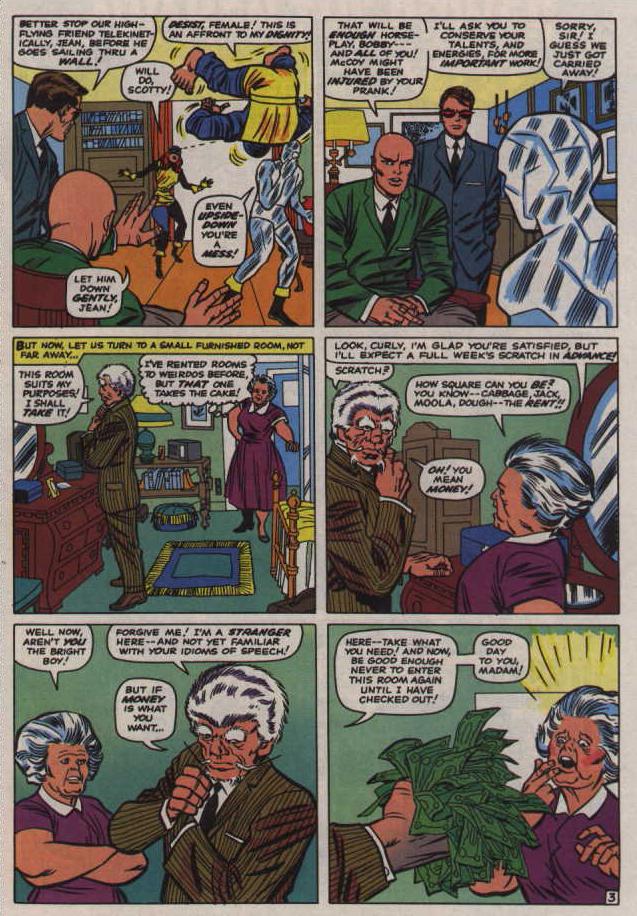 BETTER STOP OUR HIGH-
FLYING FRIEND TELEKINET-
ICALLY, JEAN, BEFORE HE
GOES SAILING THRU A
WALL!
WILL
DO,
SCOTTY!
DESIST, FEMALE! THIS IS
AN AFFRONT TO MY DIGNITY!
EVEN
UPSIDE-
DOWN
YOU'RE
A
MESS!
LET HIM
DOWN
GENTLY,
JEAN!
THAT WILL BE
ENOUGH HORSE-
PLAY, BOBBY---
AND ALL OF YOU!
McCOY MIGHT
HAVE BEEN
INJURED BY YOUR
PRANK!
I'LL ASK YOU TO
CONSERVE YOUR
TALENTS, AND
ENERGIES, FOR MORE
IMPORTANT WORK!
SORRY,
SIR! I
GUESS WE
JUST GOT
CARRIED
AWAY!
BUT NOW, LET US TURN TO A SMALL FURNISHED ROOM, NOT
FAR AWAY...
THIS ROOM
SUITS MY
PURPOSES!
I SHALL
TAKE IT!
I'VE RENTED ROOMS
TO WEIRDOS BEFORE,
BUT THAT ONE
TAKES THE CAKE!
LOOK, CURLY, I'M GLAD YOU'RE SATISFIED, BUT
I'LL EXPECT A FULL WEEK'S SCRATCH IN ADVANCE!
SCRATCH?
HOW SQUARE CAN YOU BE?
YOU KNOW--CABBAGE, JACK,
MOOLA, DOUGH--THE RENT!!
OH! YOU
MEAN
MONEY!
WELL NOW,
AREN'T YOU
THE BRIGHT
BOY!
FORGIVE ME! I'M A STRANGER
HERE--AND NOT YET FAMILIAR
WITH YOUR IDIOMS OF SPEECH!
BUT IF
MONEY
IS WHAT
YOU
WANT...
HERE--TAKE WHAT
YOU NEED! AND NOW,
BE GOOD ENOUGH
NEVER TO ENTER
THIS ROOM AGAIN
UNTIL I HAVE
CHECKED OUT!
GOOD
DAY
TO YOU,
MADAM!
3